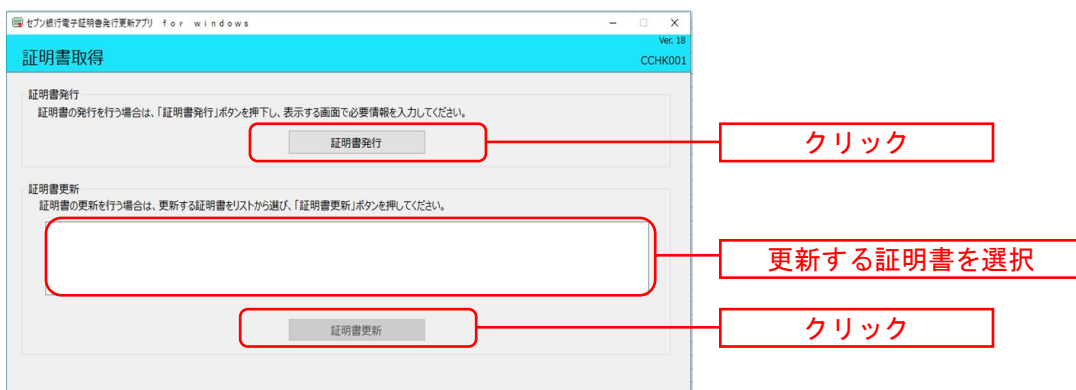 セブン銀行電子証明書発行更新アプリ for windows
Ver. 18
証明書取得
CCHK001
証明書発行
証明書の発行を行う場合は、「証明書発行」ボタンを押下し、表示する画面で必要情報を入力してください。
証明書発行
クリック
証明書更新
証明書の更新を行う場合は、更新する証明書をリストから選び、「証明書更新」ボタンを押してください。
更新する証明書を選択
証明書更新
クリック